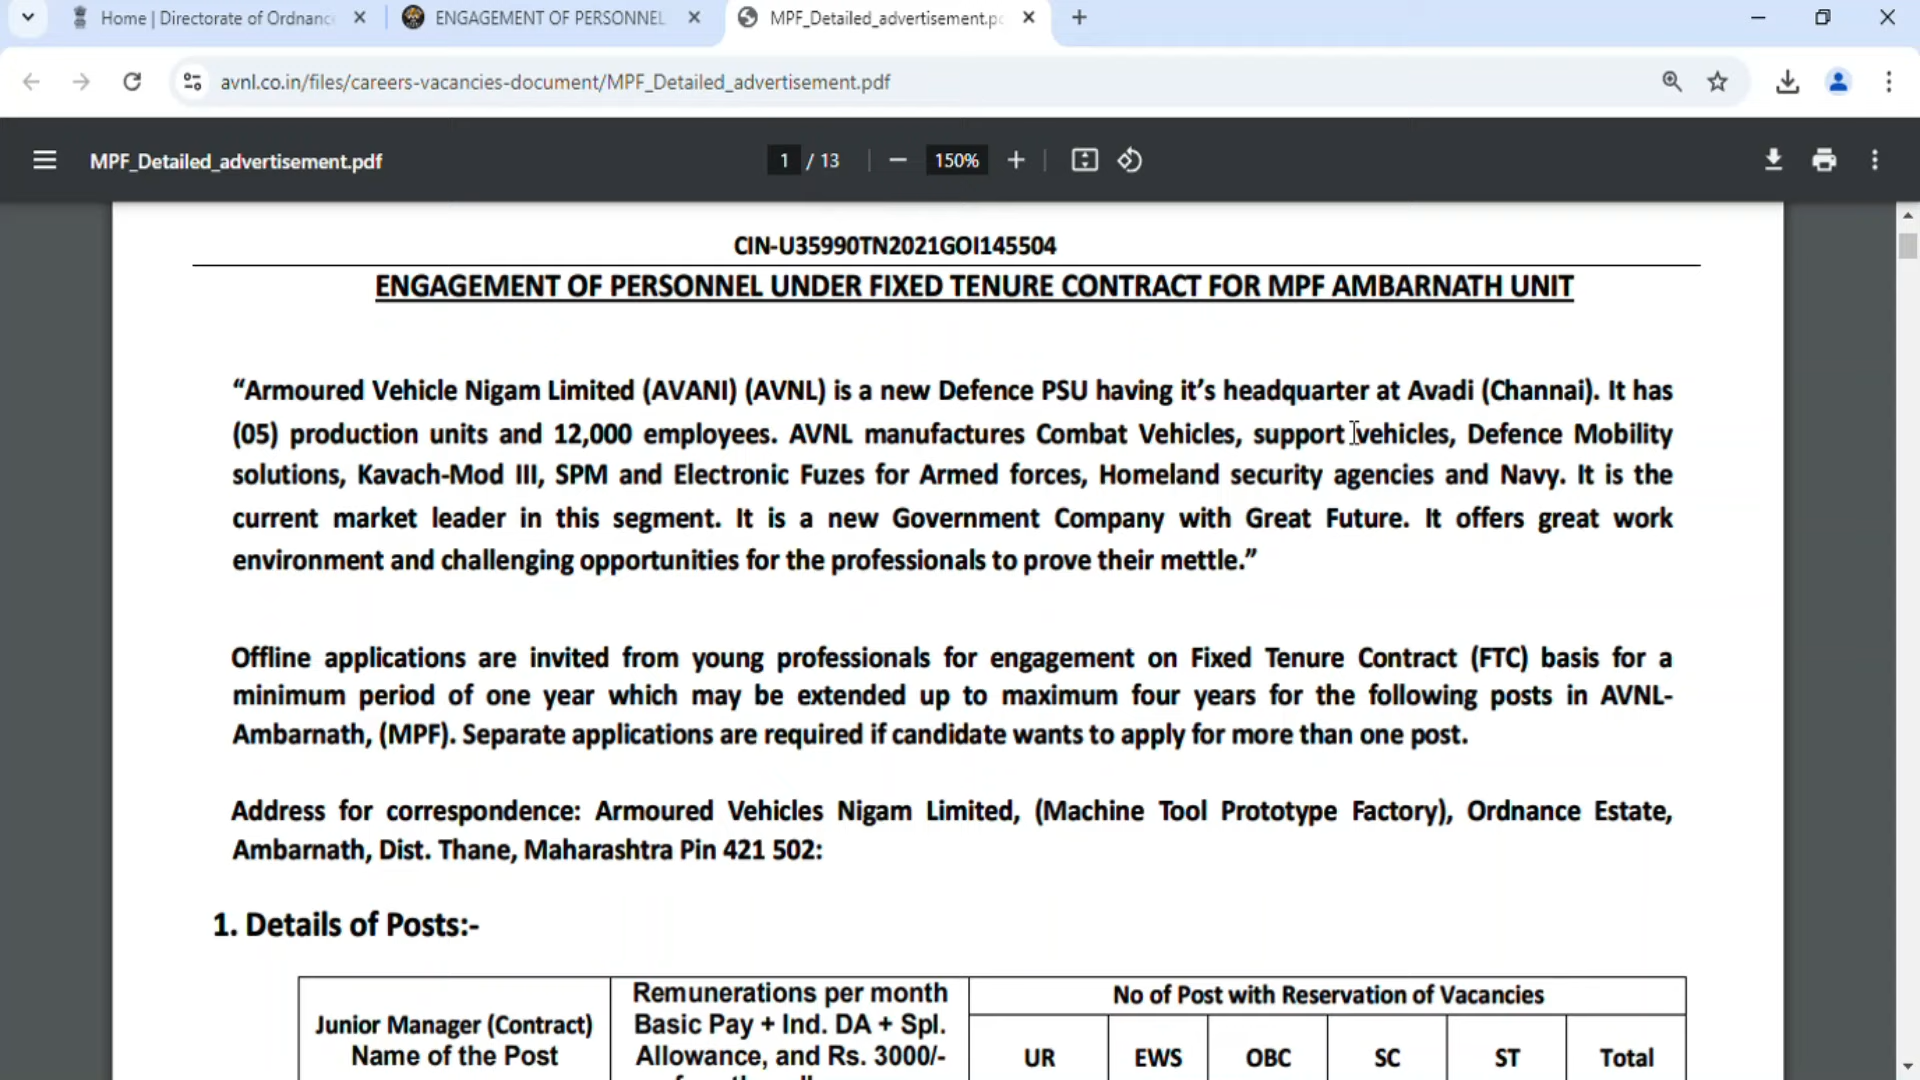 Home | Directorate of Ordnanc
ENGAGEMENT OF PERSONNEL
MPF_Detailed_advertisement.pd
avnl.co.in/files/careers-vacancies-document/MPF_Detailed_advertisement.pdf
MPF_Detailed_advertisement.pdf
1 / 13
150%
CIN-U35990TN2021GOI145504
ENGAGEMENT OF PERSONNEL UNDER FIXED TENURE CONTRACT FOR MPF AMBARNATH UNIT
“Armoured Vehicle Nigam Limited (AVANI) (AVNL) is a new Defence PSU having it’s headquarter at Avadi (Channai). It has
(05) production units and 12,000 employees. AVNL manufactures Combat Vehicles, support vehicles, Defence Mobility
solutions, Kavach-Mod III, SPM and Electronic Fuzes for Armed forces, Homeland security agencies and Navy. It is the
current market leader in this segment. It is a new Government Company with Great Future. It offers great work
environment and challenging opportunities for the professionals to prove their mettle.”
Offline applications are invited from young professionals for engagement on Fixed Tenure Contract (FTC) basis for a
minimum period of one year which may be extended up to maximum four years for the following posts in AVNL-
Ambarnath, (MPF). Separate applications are required if candidate wants to apply for more than one post.
Address for correspondence: Armoured Vehicles Nigam Limited, (Machine Tool Prototype Factory), Ordnance Estate,
Ambarnath, Dist. Thane, Maharashtra Pin 421 502:
1. Details of Posts:-
Junior Manager (Contract)
Name of the Post
Remunerations per month
Basic Pay + Ind. DA + Spl.
Allowance, and Rs. 3000/-
No of Post with Reservation of Vacancies
UR EWS OBC SC ST Total